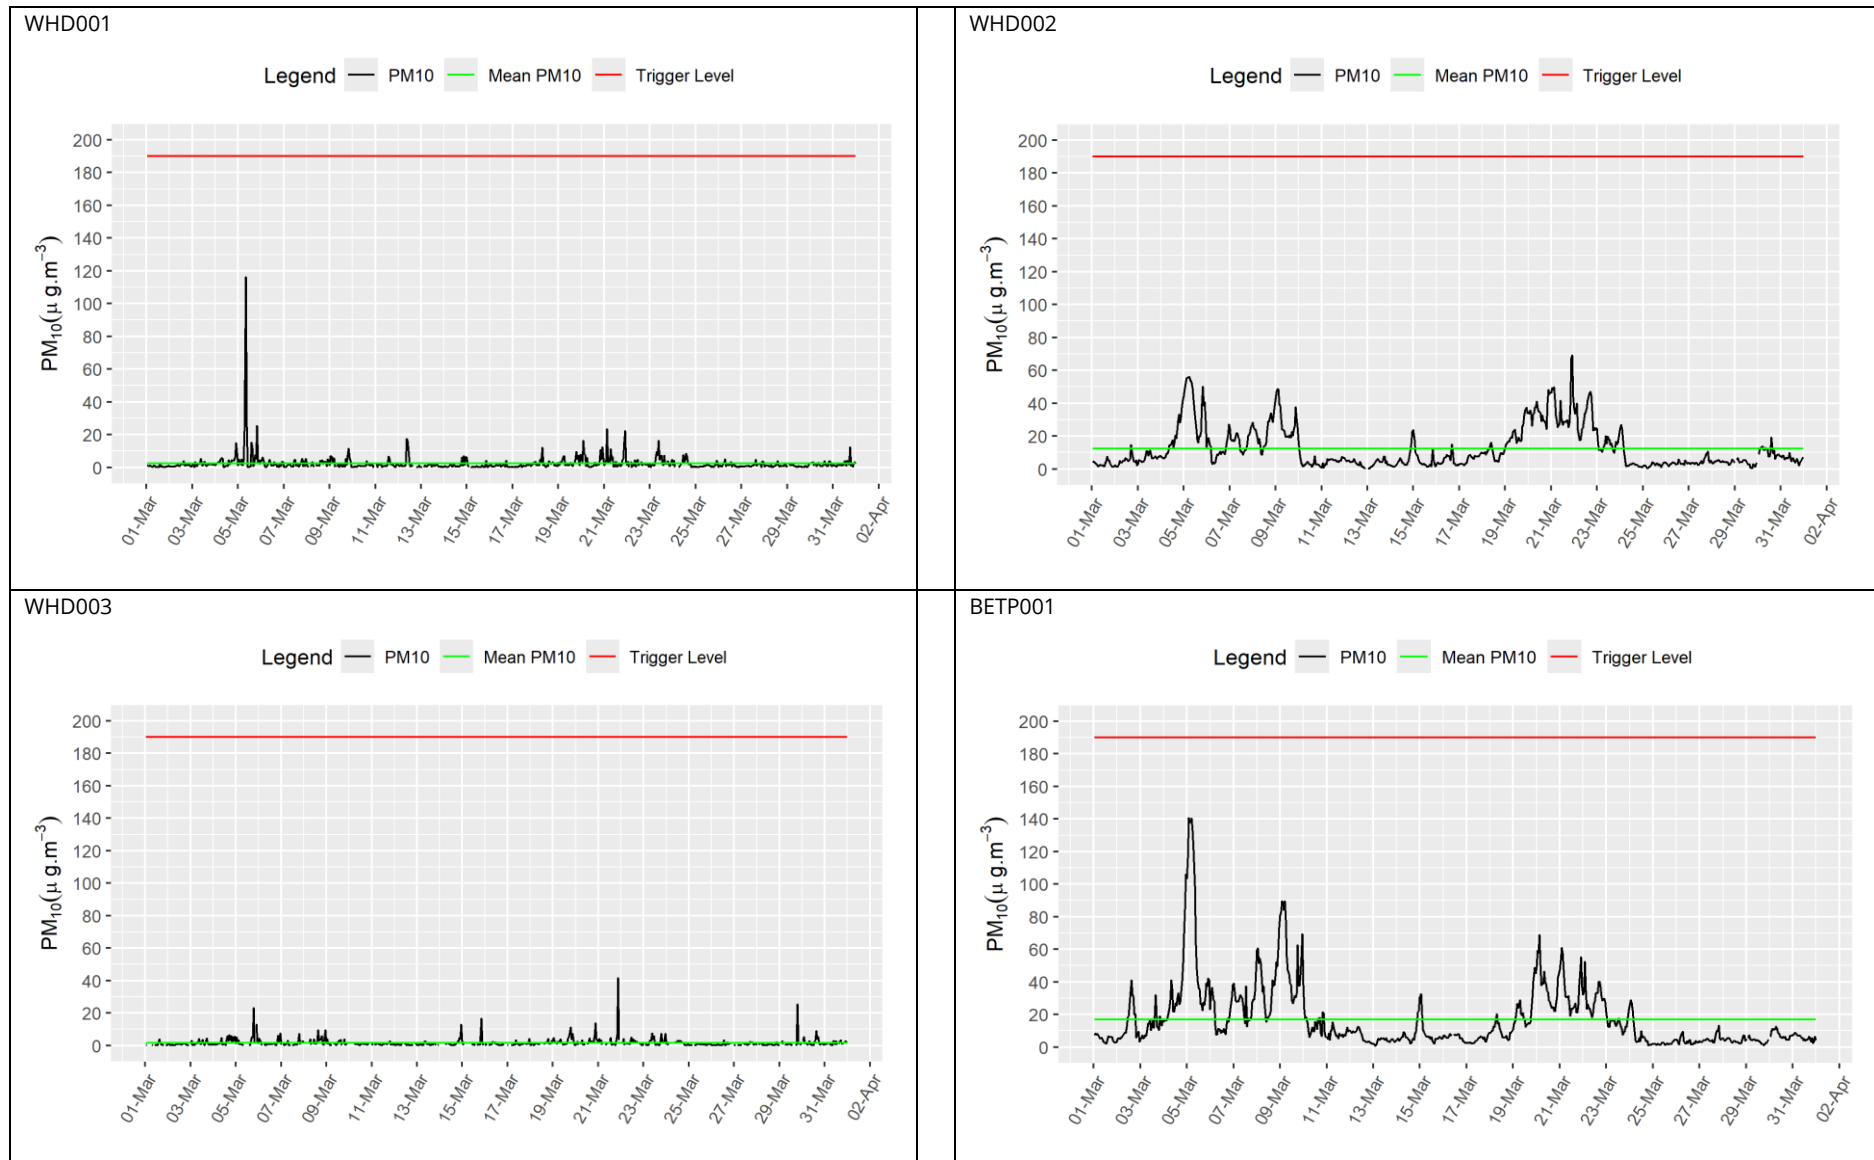 WHD001
Legend PM10 Mean PM10 Trigger Level
200
180
160
140
120
100
80
60
40
20
0
PM10(μ g.m−3)
01-Mar 03-Mar 05-Mar 07-Mar 09-Mar 11-Mar 13-Mar 15-Mar 17-Mar 19-Mar 21-Mar 23-Mar 25-Mar 27-Mar 29-Mar 31-Mar 02-Apr
WHD002
Legend PM10 Mean PM10 Trigger Level
200
180
160
140
120
100
80
60
40
20
0
PM10(μ g.m−3)
01-Mar 03-Mar 05-Mar 07-Mar 09-Mar 11-Mar 13-Mar 15-Mar 17-Mar 19-Mar 21-Mar 23-Mar 25-Mar 27-Mar 29-Mar 31-Mar 02-Apr
WHD003
Legend PM10 Mean PM10 Trigger Level
200
180
160
140
120
100
80
60
40
20
0
PM10(μ g.m−3)
01-Mar 03-Mar 05-Mar 07-Mar 09-Mar 11-Mar 13-Mar 15-Mar 17-Mar 19-Mar 21-Mar 23-Mar 25-Mar 27-Mar 29-Mar 31-Mar 02-Apr
BETP001
Legend PM10 Mean PM10 Trigger Level
200
180
160
140
120
100
80
60
40
20
0
PM10(μ g.m−3)
01-Mar 03-Mar 05-Mar 07-Mar 09-Mar 11-Mar 13-Mar 15-Mar 17-Mar 19-Mar 21-Mar 23-Mar 25-Mar 27-Mar 29-Mar 31-Mar 02-Apr